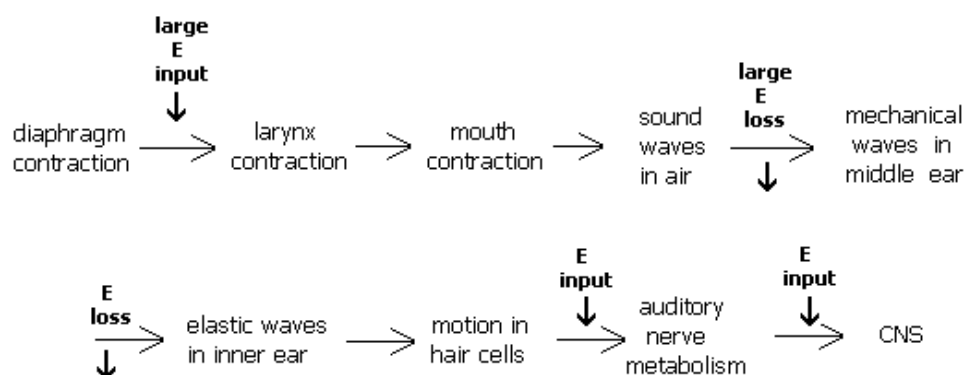 large
E
input
diaphragm
contraction
larynx
contraction
mouth
contraction
sound
waves
in air
large
E
loss
mechanical
waves in
middle ear
E
loss
elastic waves
in inner ear
motion in
hair cells
E
input
auditory
nerve
metabolism
E
input
CNS